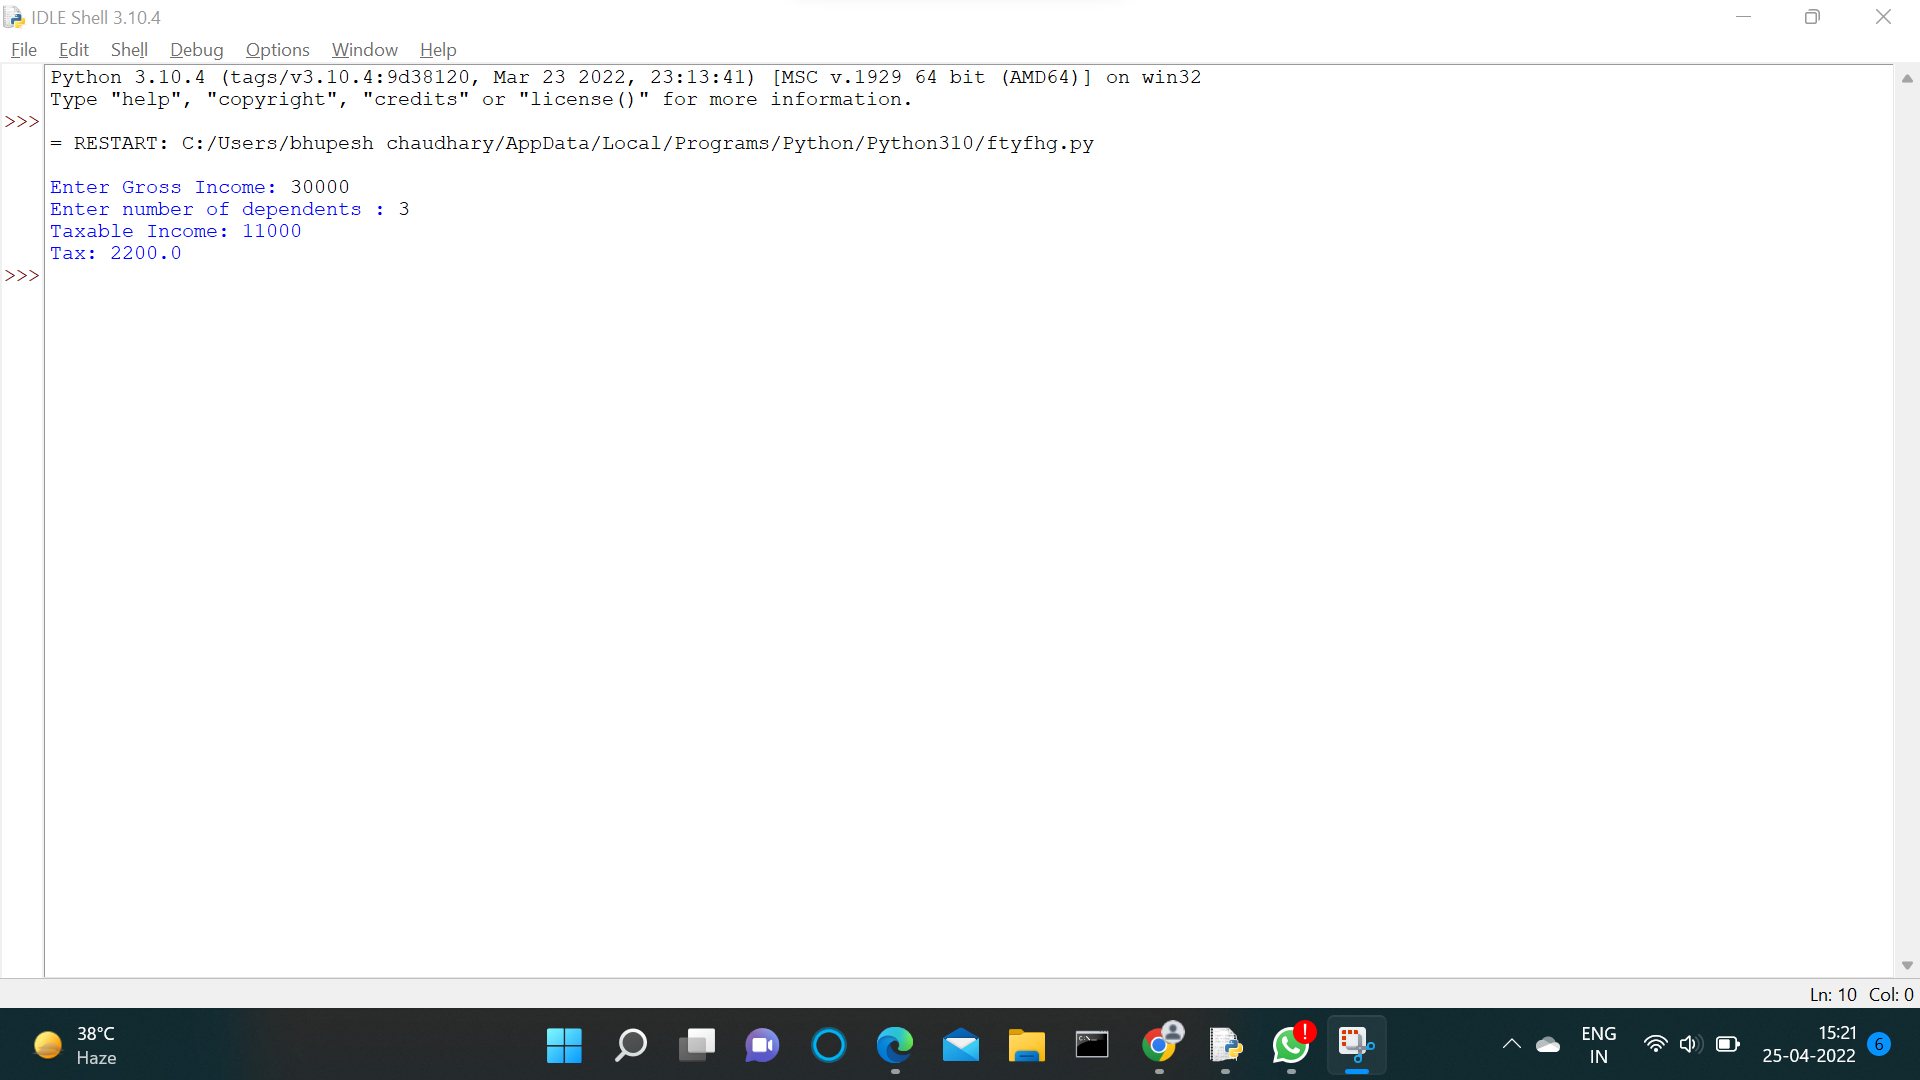 IDLE Shell 3.10.4
File Edit Shell Debug Options Window Help
Python 3.10.4 (tags/v3.10.4:9d38120, Mar 23 2022, 23:13:41) [MSC v.1929 64 bit (AMD64)] on win32
Type "help", "copyright", "credits" or "license()" for more information.
>>>
= RESTART: C:/Users/bhupesh chaudhary/AppData/Local/Programs/Python/Python310/ftyfhg.py
Enter Gross Income: 30000
Enter number of dependents : 3
Taxable Income: 11000
Tax: 2200.0
>>>
Ln: 10 Col: 0
38°C
Haze
ENG
IN
15:21
25-04-2022
6